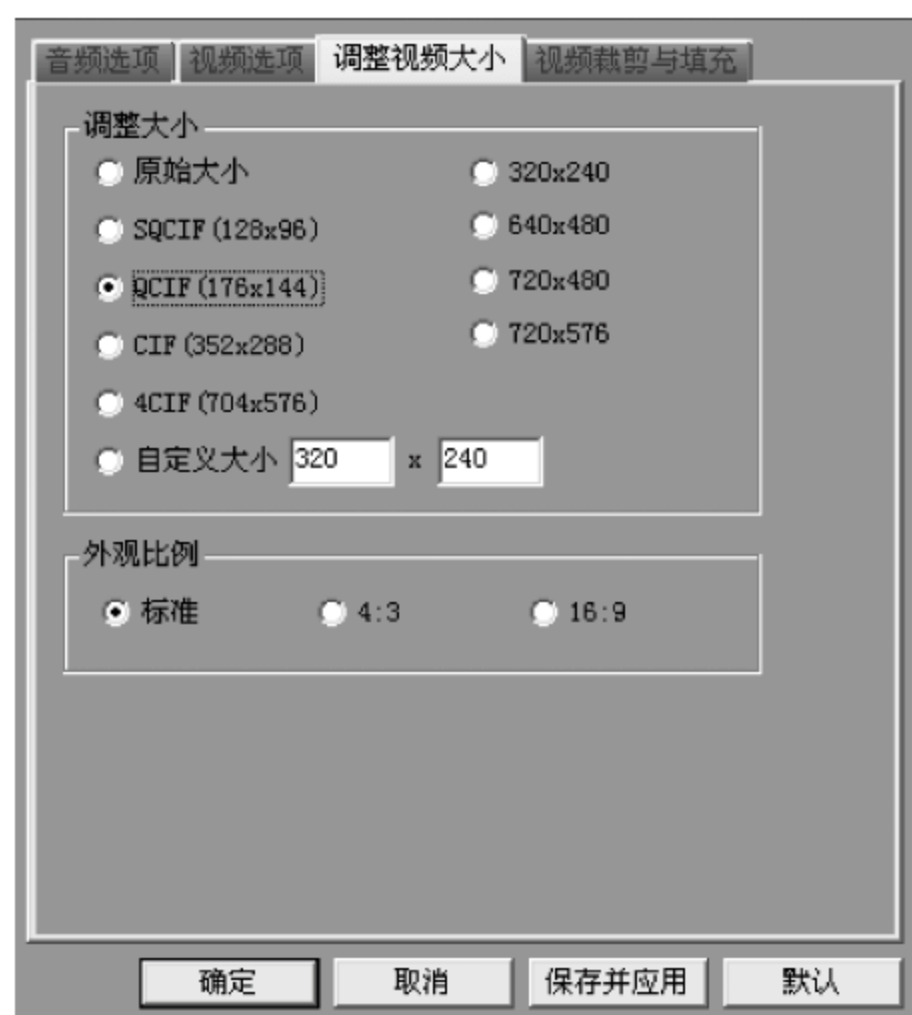 音频选项 视频选项 调整视频大小 视频裁剪与填充
调整大小
原始大小 320x240
SQCIF(128x96) 640x480
QCIF(176x144) 720x480
CIF(352x288) 720x576
4CIF(704x576)
自定义大小 320 x 240
外观比例
标准 4:3 16:9
确定 取消 保存并应用 默认